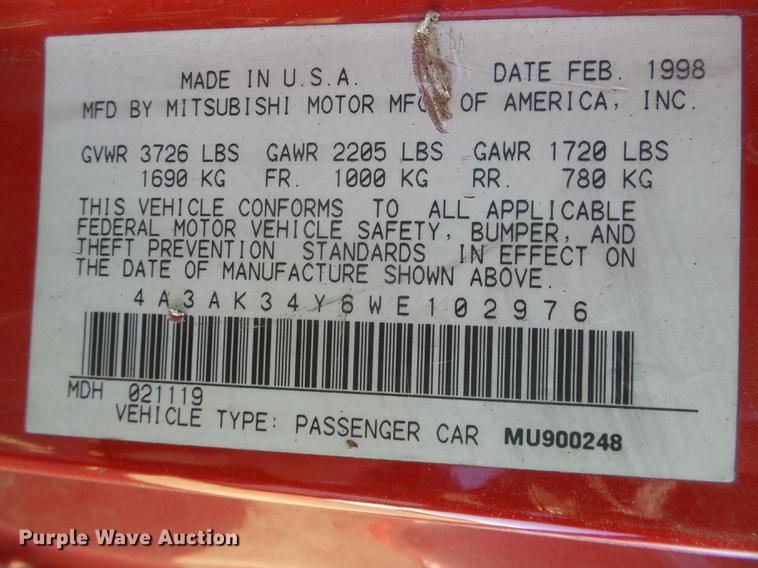 MADE IN U.S.A. DATE FEB. 1998
MFD BY MITSUBISHI MOTOR MFG OF AMERICA, INC.
GVWR 3726 LBS GAWR 2205 LBS GAWR 1720 LBS
1690 KG FR. 1000 KG RR. 780 KG
THIS VEHICLE CONFORMS TO ALL APPLICABLE
FEDERAL MOTOR VEHICLE SAFETY, BUMPER, AND
THEFT PREVENTION STANDARDS IN EFFECT ON
THE DATE OF MANUFACTURE SHOWN ABOVE.
4A3AK34Y6WE102976
MDH 021119
VEHICLE TYPE: PASSENGER CAR MU900248
Purple Wave Auction